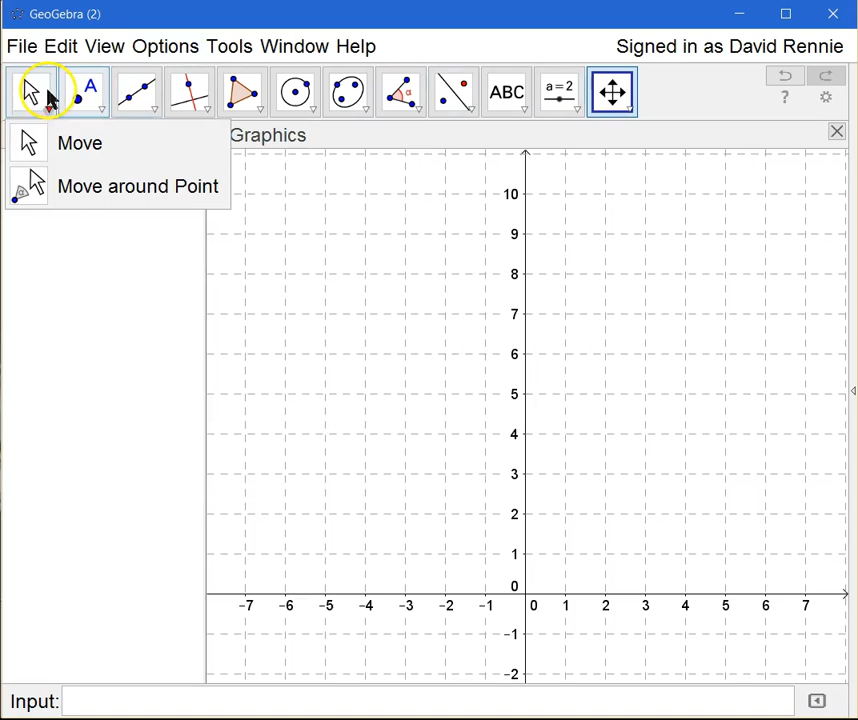 GeoGebra (2)
File Edit View Options Tools Window Help
Signed in as David Rennie
A
α
ABC
a=2
?
Move
α
Move around Point
Graphics
10
9
8
7
6
5
4
3
2
1
0
-7 -6 -5 -4 -3 -2 -1 0 1 2 3 4 5 6 7
-1
-2
Input: